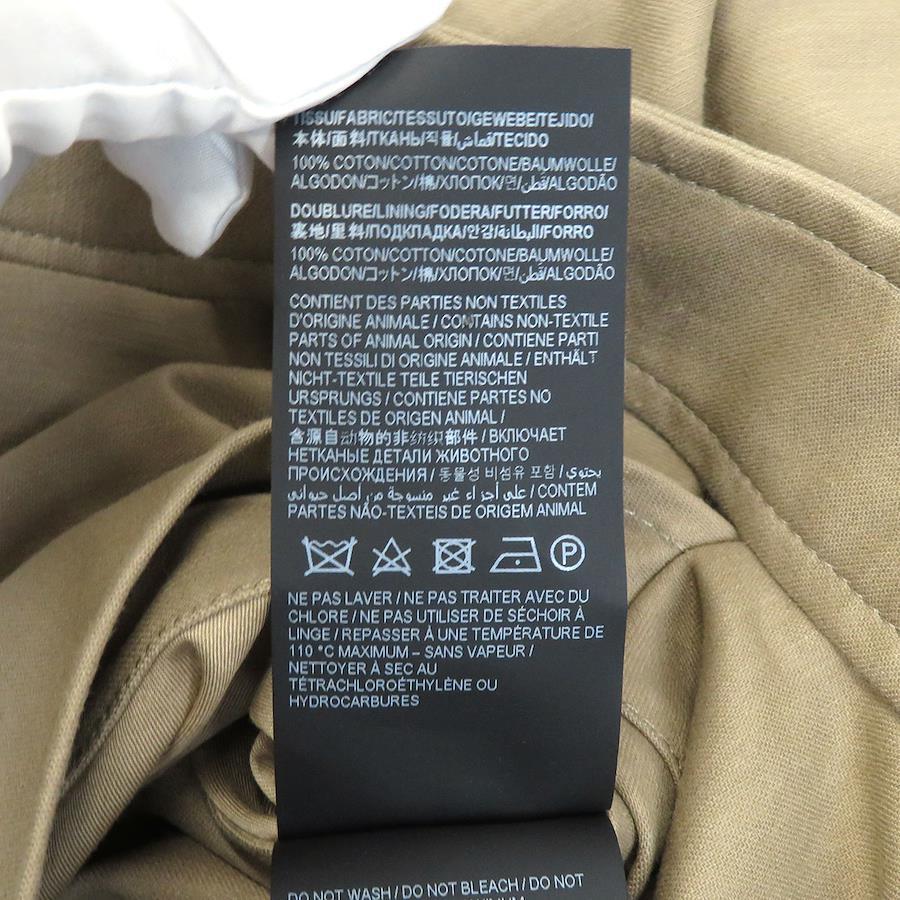 TISSU/FABRIC/TESSUTO/GEWEBE/TEJIDO/
本体/面料/ТКАНЬ/직물/قماش/TECIDO
100% COTON/COTTON/COTONE/BAUMWOLLE/
ALGODON/コットン/棉/ХЛОПОК/면/قطن/ALGODÃO
DOUBLURE/LINING/FODERA/FUTTER/FORRO/
裏地/里料/ПОДКЛАДКА/안감/البطانة/FORRO
100% COTON/COTTON/COTONE/BAUMWOLLE/
ALGODON/コットン/棉/ХЛОПОК/면/قطن/ALGODÃO
CONTIENT DES PARTIES NON TEXTILES
D'ORIGINE ANIMALE / CONTAINS NON-TEXTILE
PARTS OF ANIMAL ORIGIN / CONTIENE PARTI
NON TESSILI DI ORIGINE ANIMALE / ENTHÄLT
NICHT-TEXTILE TEILE TIERISCHEN
URSPRUNGS / CONTIENE PARTES NO
TEXTILES DE ORIGEN ANIMAL /
含源自动物的非纺织部件 / ВКЛЮЧАЕТ
НЕТКАНЫЕ ДЕТАЛИ ЖИВОТНОГО
ПРОИСХОЖДЕНИЯ / 동물성 비섬유 포함 / يحتوي
على أجزاء غير منسوجة من أصل حيواني / CONTEM
PARTES NÃO-TEXTEIS DE ORIGEM ANIMAL
P
NE PAS LAVER / NE PAS TRAITER AVEC DU
CHLORE / NE PAS UTILISER DE SÉCHOIR À
LINGE / REPASSER À UNE TEMPÉRATURE DE
110 °C MAXIMUM – SANS VAPEUR /
NETTOYER À SEC AU
TÉTRACHLOROÉTHYLÈNE OU
HYDROCARBURES
DO NOT WASH / DO NOT BLEACH / DO NOT